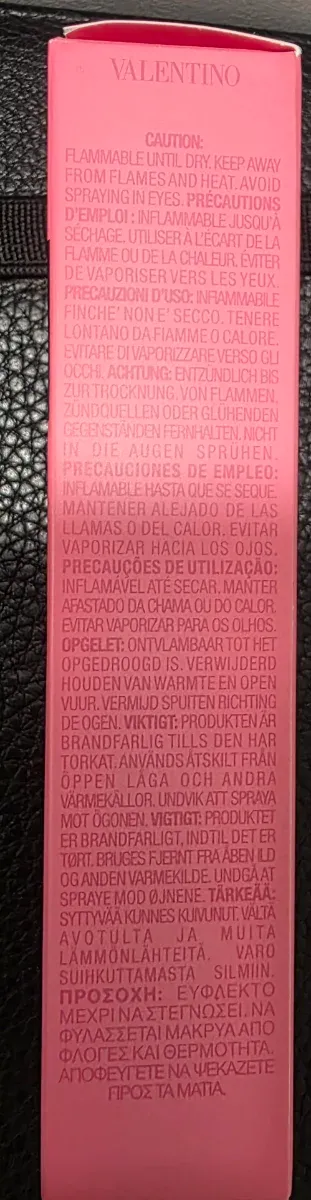 VALENTINO
CAUTION:
FLAMMABLE UNTIL DRY. KEEP AWAY
FROM FLAMES AND HEAT. AVOID
SPRAYING IN EYES. PRÉCAUTIONS
D'EMPLOI : INFLAMMABLE JUSQU'À
SÉCHAGE. UTILISER À L'ÉCART DE LA
FLAMME OU DE LA CHALEUR. ÉVITER
DE VAPORISER VERS LES YEUX.
PRECAUZIONI D'USO: INFIAMMABILE
FINCHE' NON E' SECCO. TENERE
LONTANO DA FIAMME O CALORE.
EVITARE DI VAPORIZZARE VERSO GLI
OCCHI. ACHTUNG: ENTZÜNDLICH BIS
ZUR TROCKNUNG. VON FLAMMEN,
ZÜNDQUELLEN ODER GLÜHENDEN
GEGENSTÄNDEN FERNHALTEN. NICHT
IN DIE AUGEN SPRÜHEN.
PRECAUCIONES DE EMPLEO:
INFLAMABLE HASTA QUE SE SEQUE.
MANTENER ALEJADO DE LAS
LLAMAS O DEL CALOR. EVITAR
VAPORIZAR HACIA LOS OJOS.
PRECAUÇÕES DE UTILIZAÇÃO:
INFLAMÁVEL ATÉ SECAR. MANTER
AFASTADO DA CHAMA OU DO CALOR.
EVITAR VAPORIZAR PARA OS OLHOS.
OPGELET: ONTVLAMBAAR TOT HET
OPGEDROOGD IS. VERWIJDERD
HOUDEN VAN WARMTE EN OPEN
VUUR. VERMIJD SPUITEN RICHTING
DE OGEN. VIKTIGT: PRODUKTEN ÄR
BRANDFARLIG TILLS DEN HAR
TORKAT. ANVÄNDS ÅTSKILT FRÅN
ÖPPEN LÅGA OCH ANDRA
VÄRMEKÄLLOR. UNDVIK ATT SPRAYA
MOT ÖGONEN. VIGTIGT: PRODUKTET
ER BRANDFARLIGT, INDTIL DET ER
TØRT. BRUGES FJERNT FRA ÅBEN ILD
OG ANDEN VARMEKILDE. UNDGÅ AT
SPRAYE MOD ØJNENE. TÄRKEÄÄ:
SYTTYVÄÄ KUNNES KUIVUNUT. VÄLTÄ
AVOTULTA JA MUITA
LÄMMÖNLÄHTEITÄ. VARO
SUIHKUTTAMASTA SILMIIN.
ΠΡΟΣΟΧΗ: ΕΥΦΛΕΚΤΟ
ΜΕΧΡΙ ΝΑ ΣΤΕΓΝΩΣΕΙ. ΝΑ
ΦΥΛΑΣΣΕΤΑΙ ΜΑΚΡΥΑ ΑΠΟ
ΦΛΟΓΕΣ ΚΑΙ ΘΕΡΜΟΤΗΤΑ.
ΑΠΟΦΕΥΓΕΤΕ ΝΑ ΨΕΚΑΖΕΤΕ
ΠΡΟΣ ΤΑ ΜΑΤΙΑ.